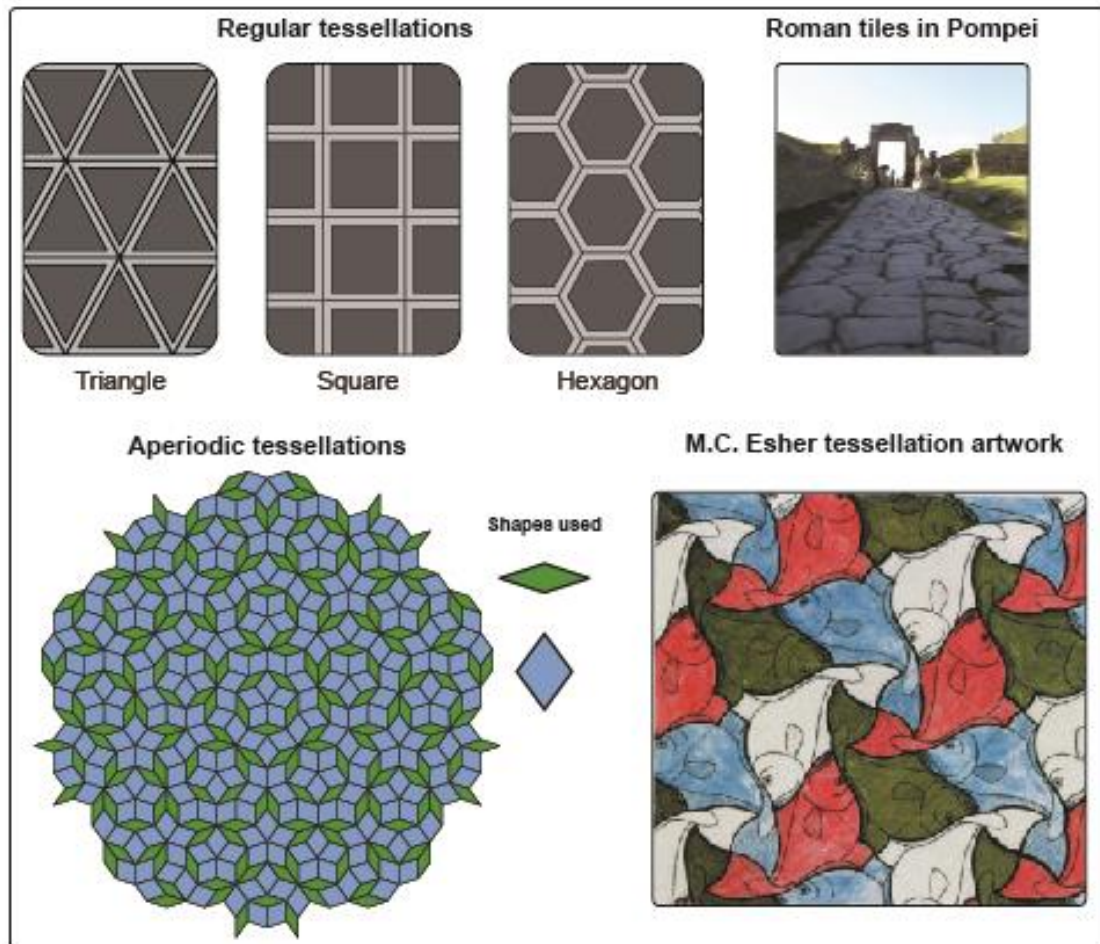 Regular tessellations
Roman tiles in Pompei
Triangle
Square
Hexagon
Aperiodic tessellations
Shapes used
M.C. Esher tessellation artwork